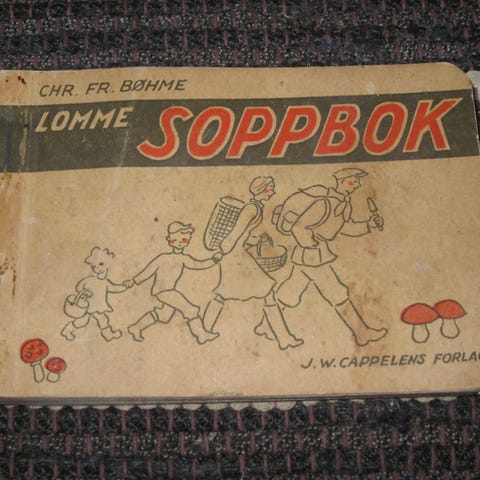 CHR. FR. BØHME
LOMME SOPPBOK
J.W. CAPPELENS FORLAG